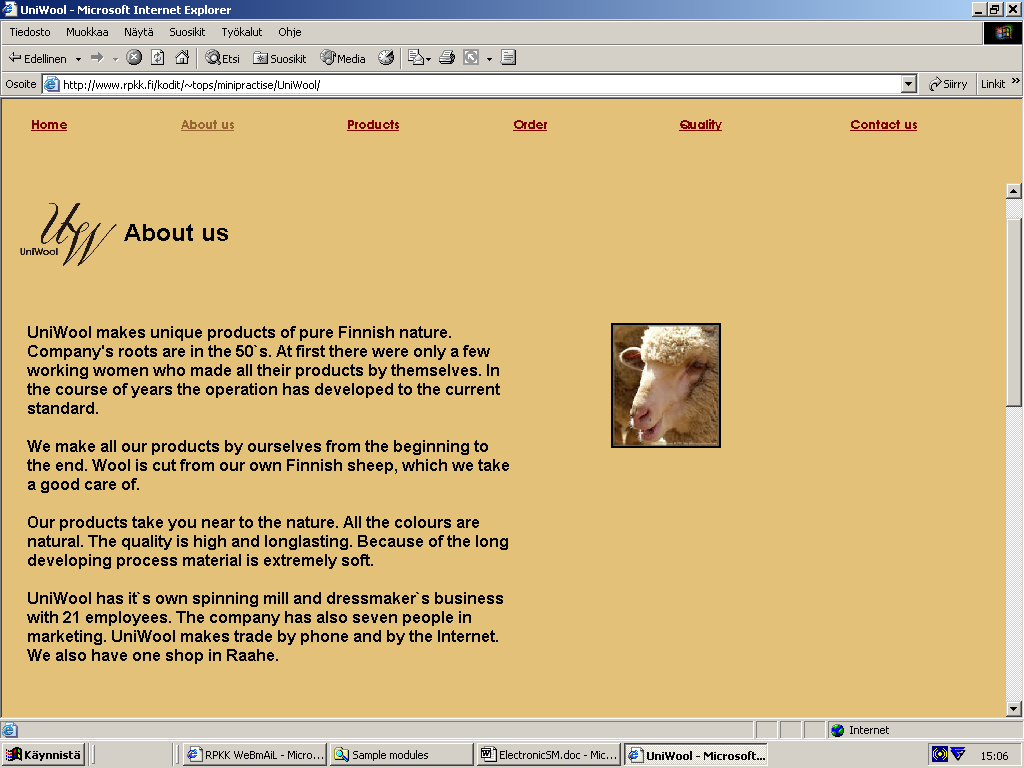 UniWool - Microsoft Internet Explorer
Tiedosto Muokkaa Näytä Suosikit Työkalut Ohje
Edellinen Etsi Suosikit Media
Osoite http://www.rpkk.fi/kodit/~tops/minipractise/UniWool/ Siirry Linkit »
Home About us Products Order Quality Contact us
UW
UniWool
About us
UniWool makes unique products of pure Finnish nature.
Company's roots are in the 50`s. At first there were only a few
working women who made all their products by themselves. In
the course of years the operation has developed to the current
standard.
We make all our products by ourselves from the beginning to
the end. Wool is cut from our own Finnish sheep, which we take
a good care of.
Our products take you near to the nature. All the colours are
natural. The quality is high and longlasting. Because of the long
developing process material is extremely soft.
UniWool has it`s own spinning mill and dressmaker`s business
with 21 employees. The company has also seven people in
marketing. UniWool makes trade by phone and by the Internet.
We also have one shop in Raahe.
Internet
Käynnistä RPKK WeBmAiL - Micro... Sample modules ElectronicSM.doc - Mic... UniWool - Microsoft... 15:06